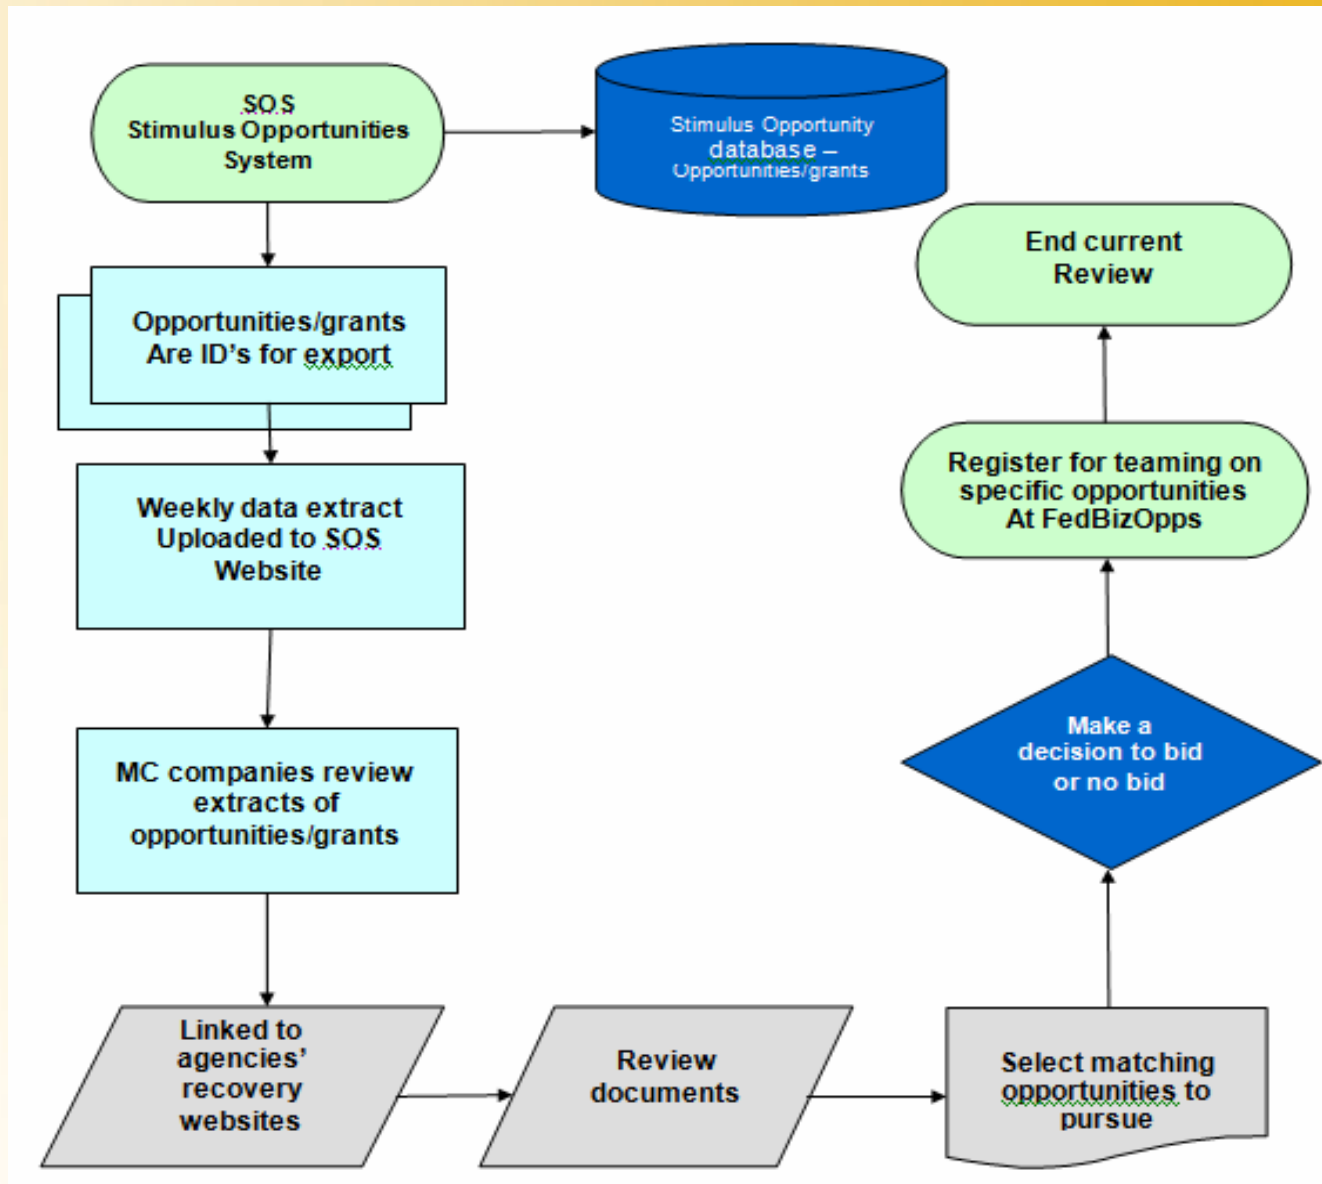 SOS
Stimulus Opportunities
System
Stimulus Opportunity
database –
Opportunities/grants
Opportunities/grants
Are ID’s for export
Weekly data extract
Uploaded to SOS
Website
MC companies review
extracts of
opportunities/grants
Linked to
agencies’
recovery
websites
Review
documents
Select matching
opportunities to
pursue
Make a
decision to bid
or no bid
Register for teaming on
specific opportunities
At FedBizOpps
End current
Review